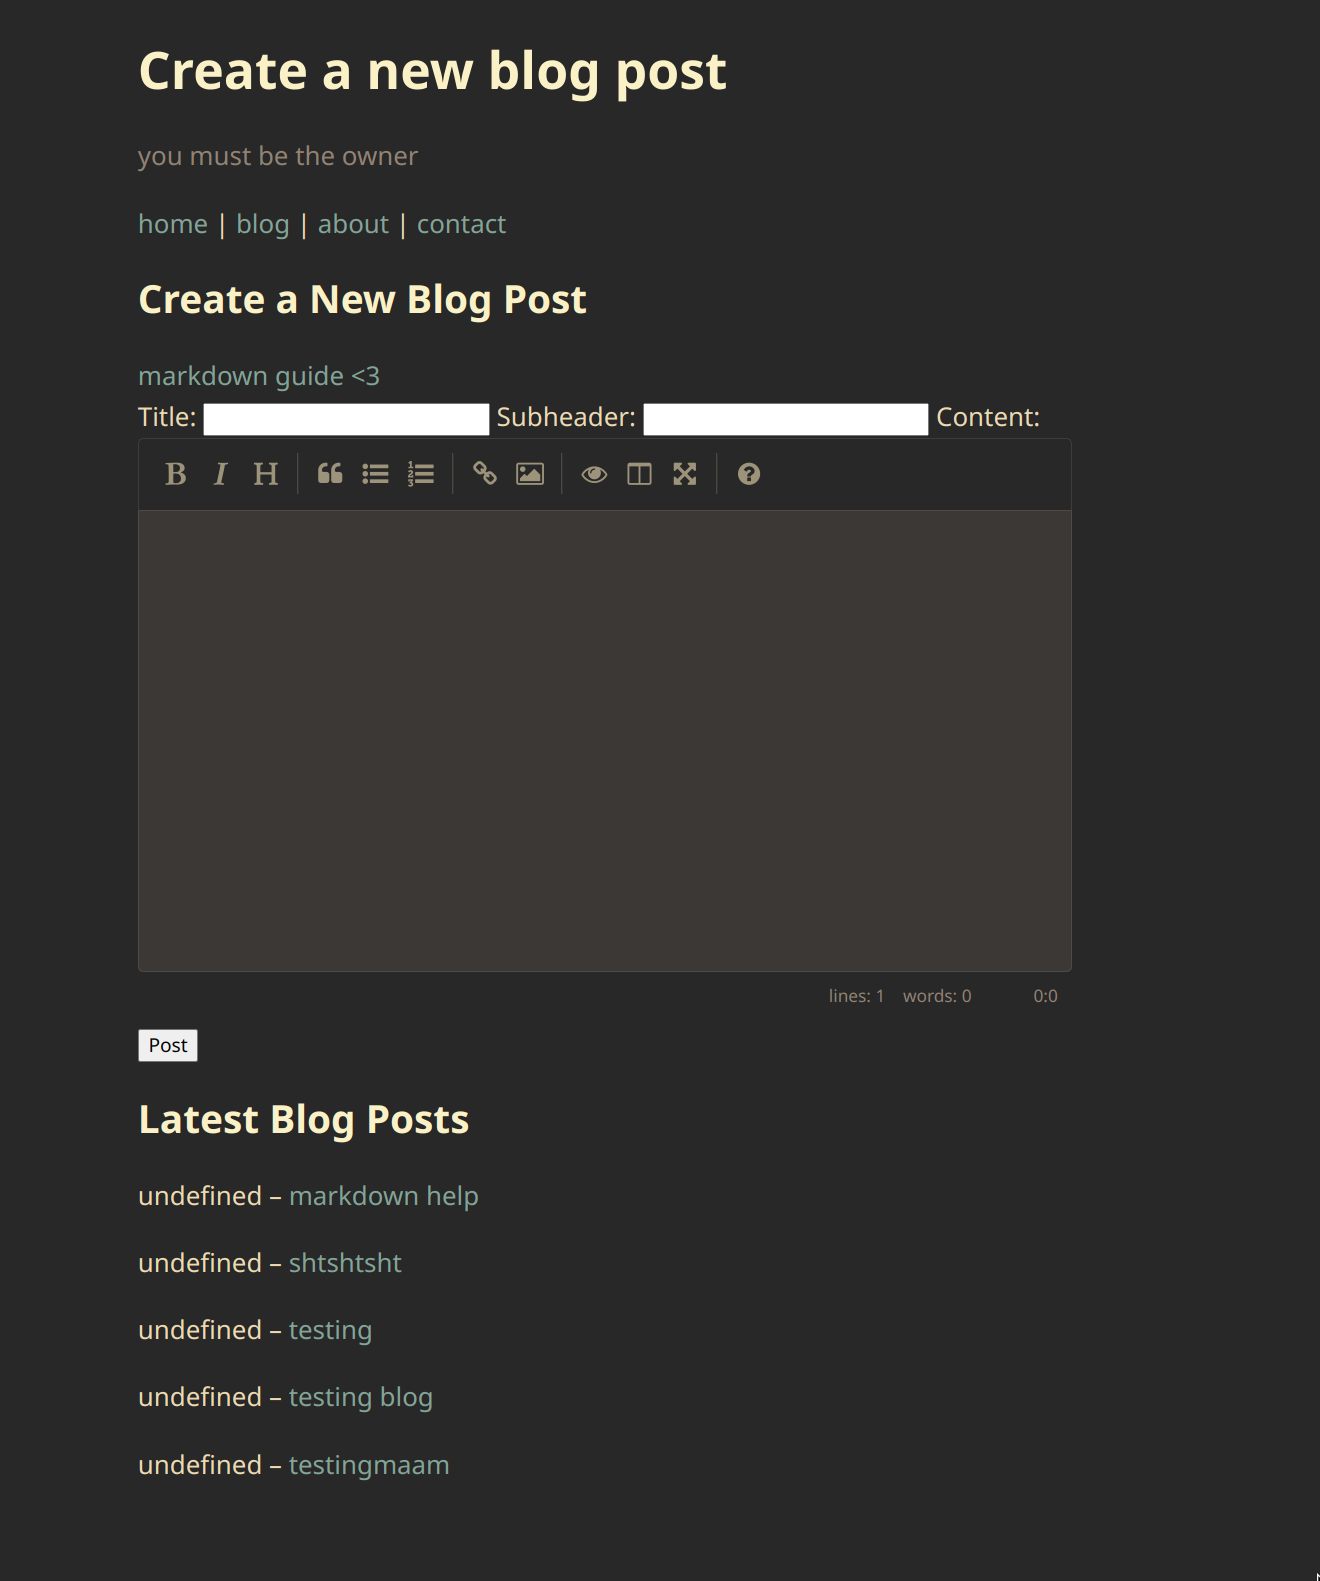 Create a new blog post
you must be the owner
home | blog | about | contact
Create a New Blog Post
markdown guide <3
Title: Subheader: Content:
B I H
lines: 1 words: 0 0:0
Post
Latest Blog Posts
undefined – markdown help
undefined – shtshtsht
undefined – testing
undefined – testing blog
undefined – testingmaam